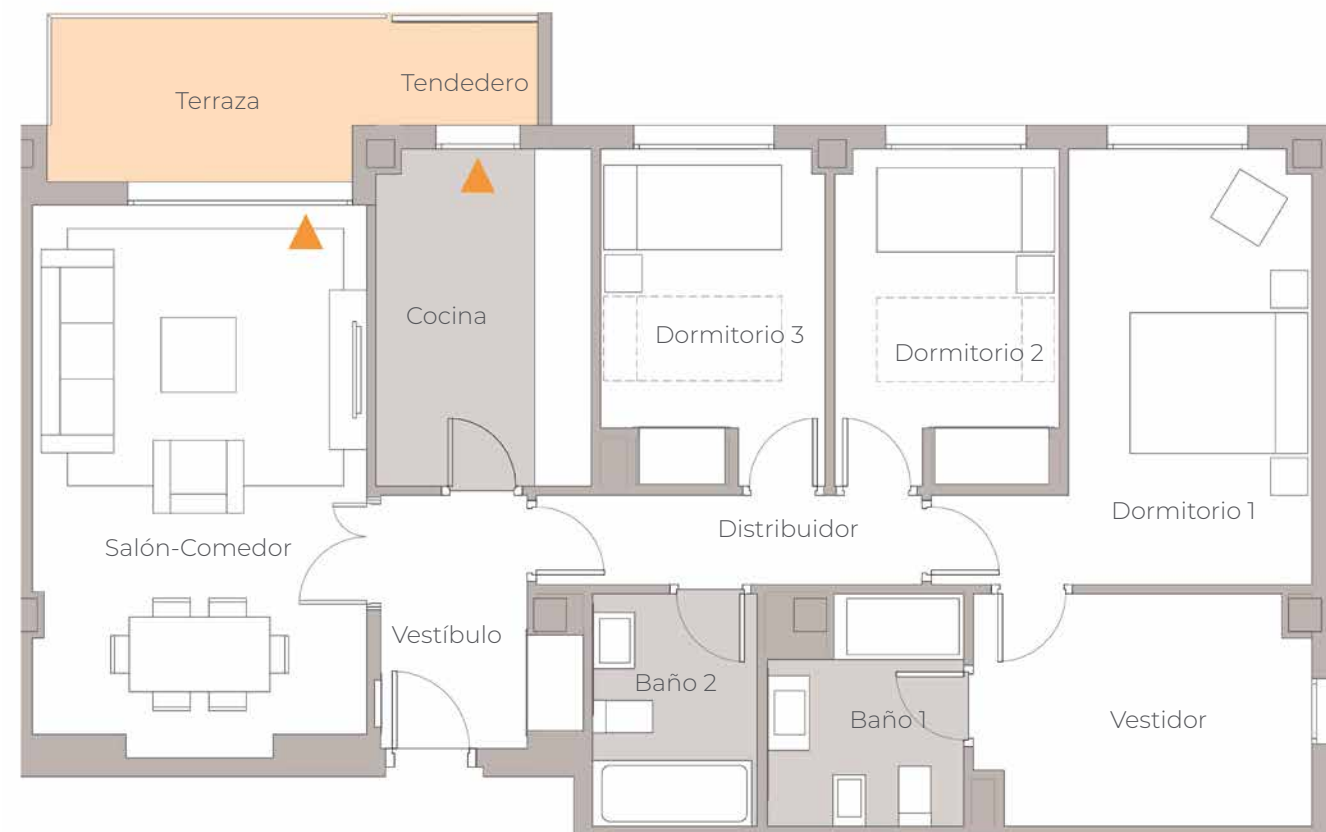 Tendedero
Terraza
Cocina
Dormitorio 3
Dormitorio 2
Dormitorio 1
Distribuidor
Salón-Comedor
Vestíbulo
Baño 2
Baño 1
Vestidor